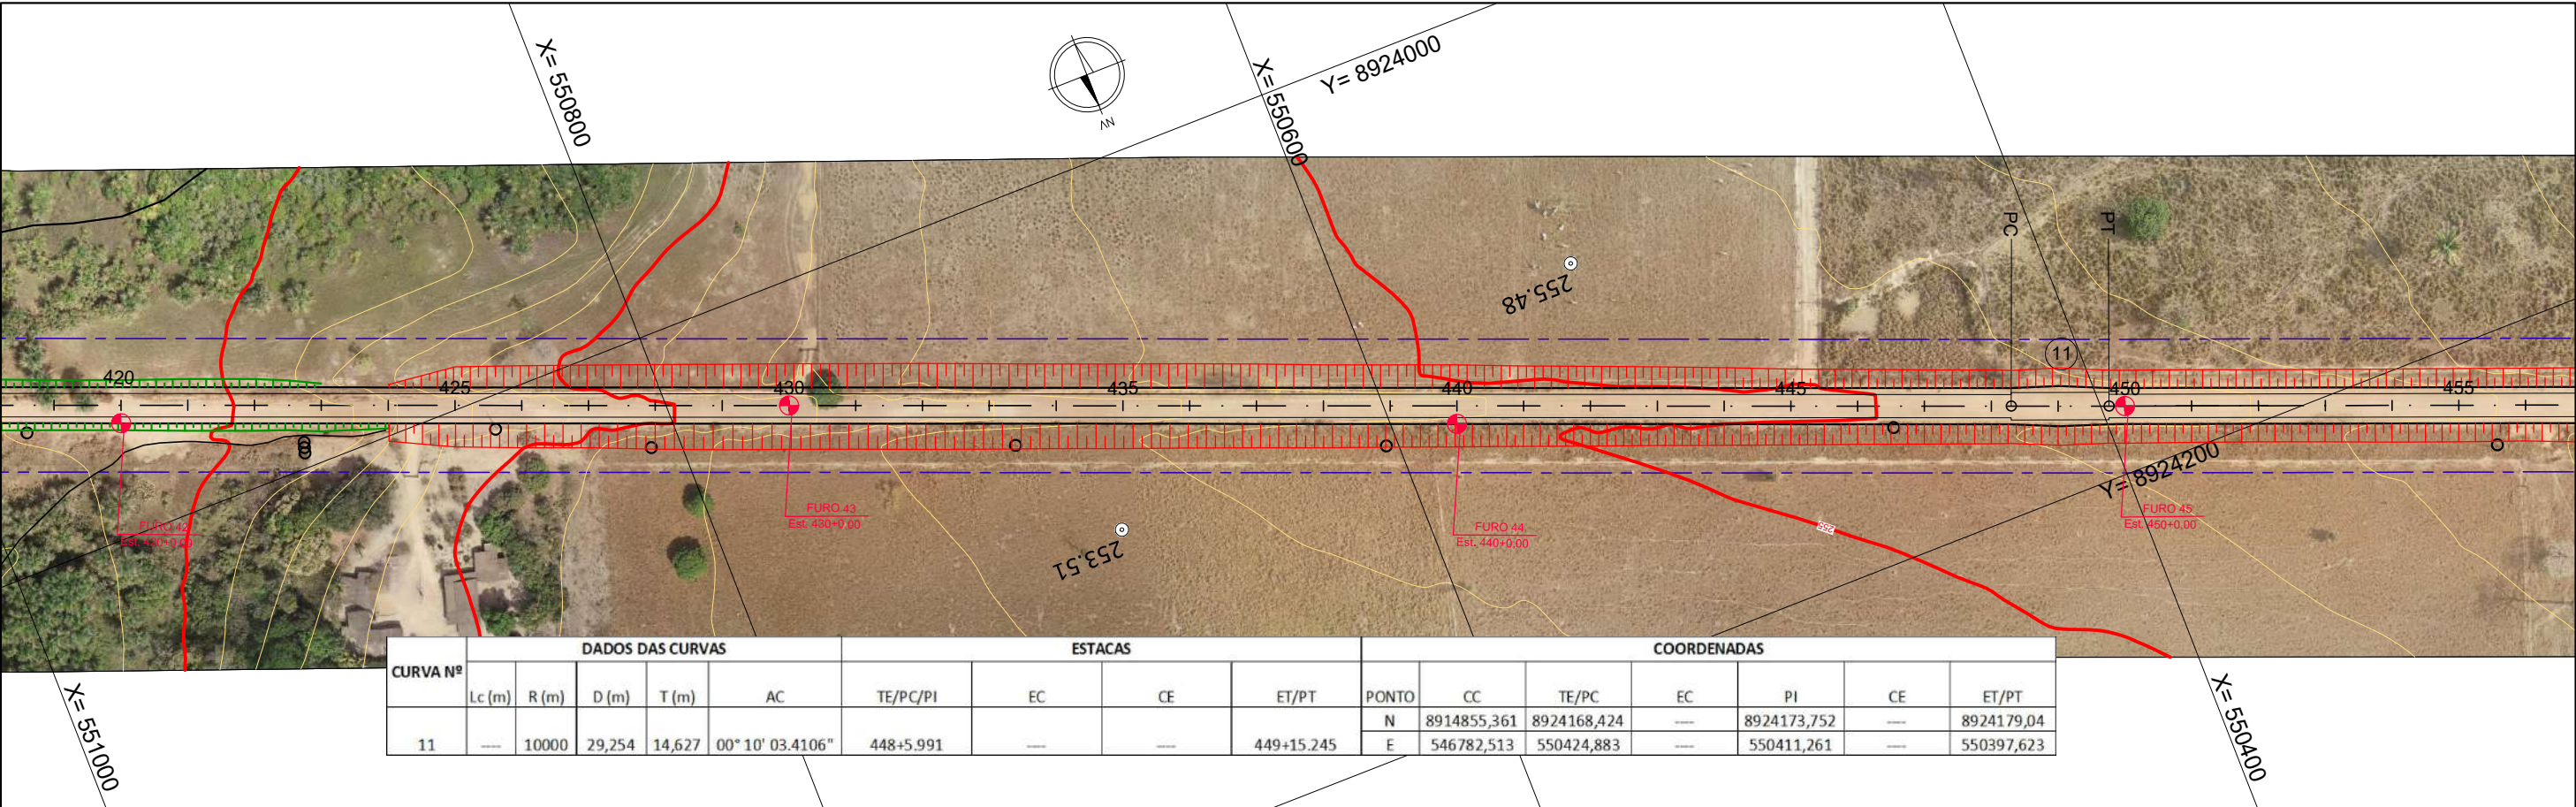 X= 550800
X= 550600
Y= 8924000
NV
255.48
PC
PT
11
420
425
430
435
440
445
450
455
Y= 8924200
FURO 42
Est. 420+0,00
FURO 43
Est. 430+0,00
FURO 44
Est. 440+0,00
FURO 45
Est. 450+0,00
253.51
255
X= 551000
X= 550400
CURVA Nº DADOS DAS CURVAS ESTACAS COORDENADAS
Lc (m) R (m) D (m) T (m) AC TE/PC/PI EC CE ET/PT PONTO CC TE/PC EC PI CE ET/PT
N 8914855,361 8924168,424 ---- 8924173,752 ---- 8924179,04
11 ---- 10000 29,254 14,627 00° 10' 03.4106" 448+5.991 ---- ---- 449+15.245 E 546782,513 550424,883 ---- 550411,261 ---- 550397,623